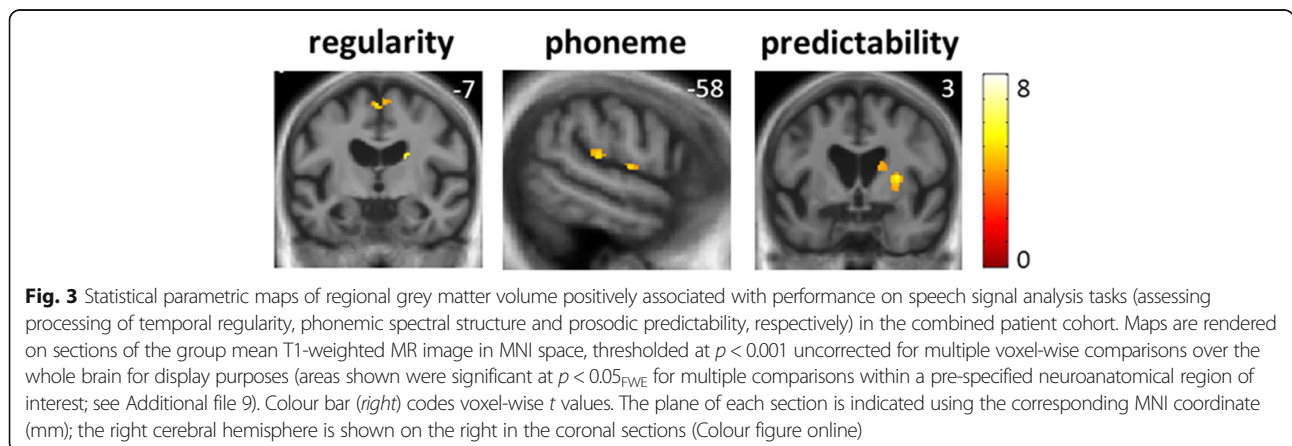 regularity phoneme predictability
-7 -58 3 8
0
Fig. 3 Statistical parametric maps of regional grey matter volume positively associated with performance on speech signal analysis tasks (assessing
processing of temporal regularity, phonemic spectral structure and prosodic predictability, respectively) in the combined patient cohort. Maps are rendered
on sections of the group mean T1-weighted MR image in MNI space, thresholded at p < 0.001 uncorrected for multiple voxel-wise comparisons over the
whole brain for display purposes (areas shown were significant at p < 0.05FWE for multiple comparisons within a pre-specified neuroanatomical region of
interest; see Additional file 9). Colour bar (right) codes voxel-wise t values. The plane of each section is indicated using the corresponding MNI coordinate
(mm); the right cerebral hemisphere is shown on the right in the coronal sections (Colour figure online)